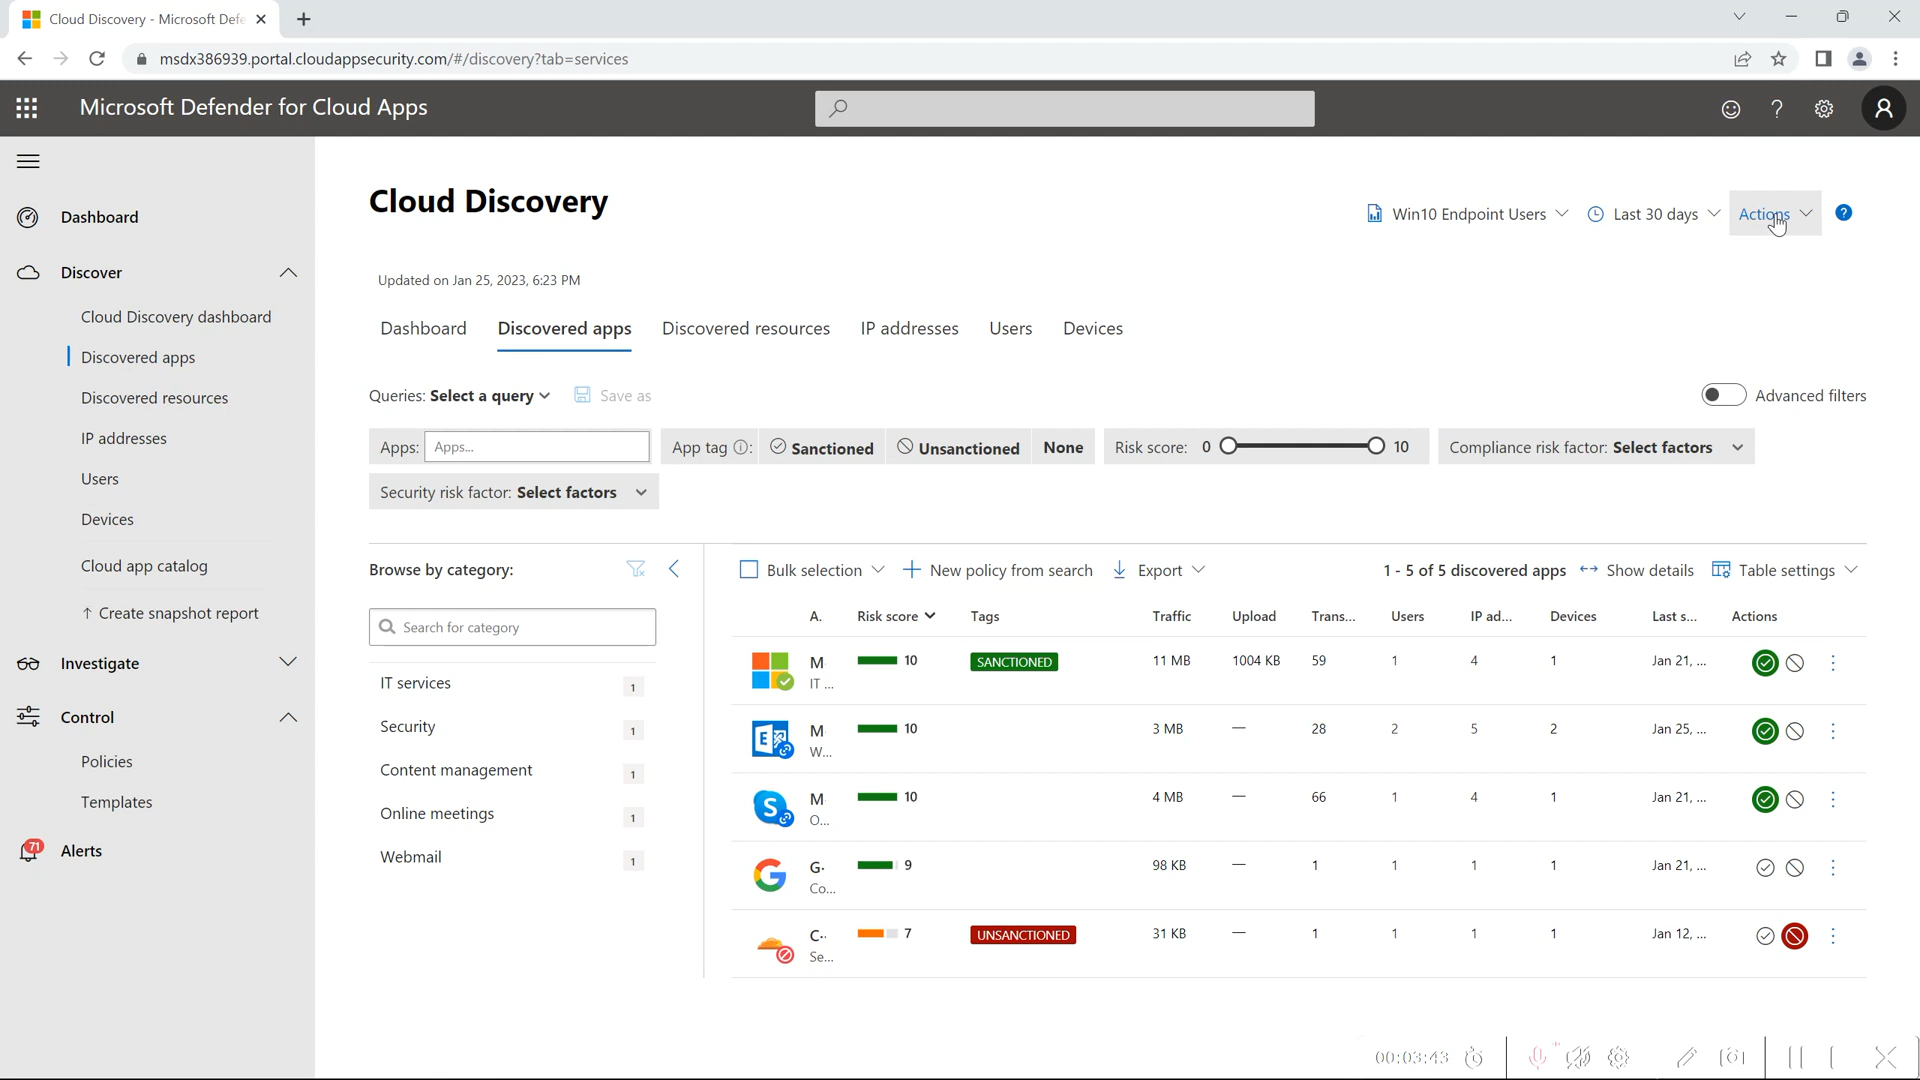 Cloud Discovery - Microsoft Defe
msdx386939.portal.cloudappsecurity.com/#/discovery?tab=services
Microsoft Defender for Cloud Apps
Dashboard
Discover
Cloud Discovery dashboard
Discovered apps
Discovered resources
IP addresses
Users
Devices
Cloud app catalog
Create snapshot report
Investigate
Control
Policies
Templates
71
Alerts
Cloud Discovery
Win10 Endpoint Users Last 30 days Actions ?
Updated on Jan 25, 2023, 6:23 PM
Dashboard Discovered apps Discovered resources IP addresses Users Devices
Queries: Select a query Save as Advanced filters
Apps: Apps... App tag : Sanctioned Unsanctioned None Risk score: 0 10 Compliance risk factor: Select factors
Security risk factor: Select factors
Browse by category:
Search for category
IT services 1
Security 1
Content management 1
Online meetings 1
Webmail 1
Bulk selection New policy from search Export 1 - 5 of 5 discovered apps Show details Table settings
A. Risk score Tags Traffic Upload Trans... Users IP ad... Devices Last s... Actions
M 10 SANCTIONED 11 MB 1004 KB 59 1 4 1 Jan 21, ...
IT ...
M 10 3 MB — 28 2 5 2 Jan 25, ...
W...
M 10 4 MB — 66 1 4 1 Jan 21, ...
O...
G 9 98 KB — 1 1 1 1 Jan 21, ...
Co...
C 7 UNSANCTIONED 31 KB — 1 1 1 1 Jan 12, ...
Se...
00:03:43